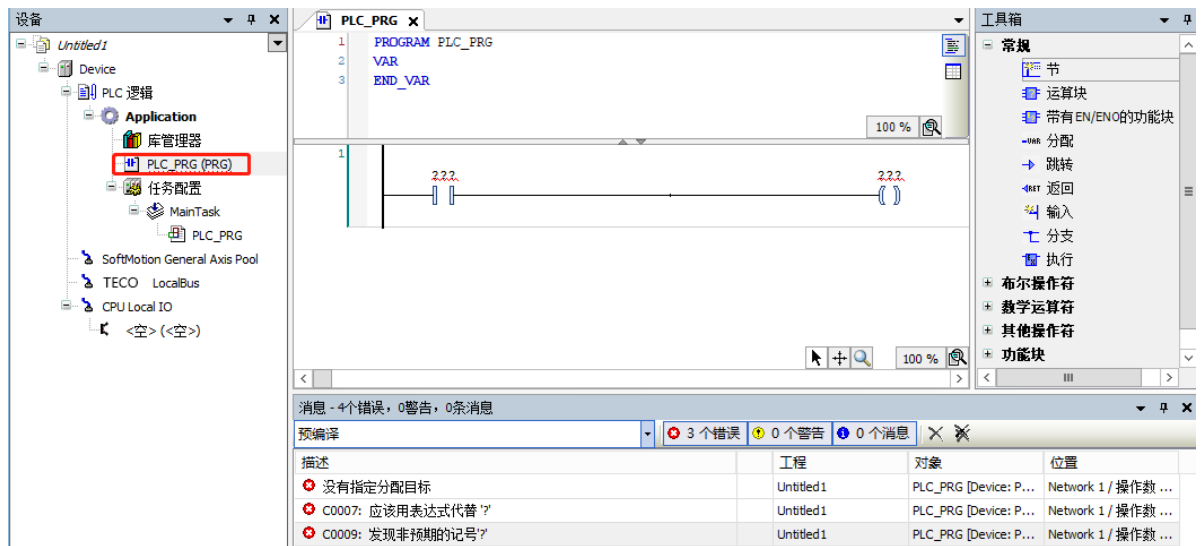 设备
Untitled1
Device
PLC 逻辑
Application
库管理器
PLC_PRG (PRG)
任务配置
MainTask
PLC_PRG
SoftMotion General Axis Pool
TECO LocalBus
CPU Local IO
<空> (<空>)
PLC_PRG
1 PROGRAM PLC_PRG
2 VAR
3 END_VAR
100 %
1
???
???
100 %
工具箱
常规
节
运算块
带有EN/ENO的功能块
-VAR 分配
跳转
RET 返回
输入
分支
执行
布尔操作符
数学运算符
其他操作符
功能块
消息 - 4个错误，0警告，0条消息
预编译
3 个错误
0 个警告
0 个消息
描述 工程 对象 位置
没有指定分配目标 Untitled1 PLC_PRG [Device: P... Network 1 / 操作数 ...
C0007: 应该用表达式代替 '?' Untitled1 PLC_PRG [Device: P... Network 1 / 操作数 ...
C0009: 发现非预期的记号'?' Untitled1 PLC_PRG [Device: P... Network 1 / 操作数 ...